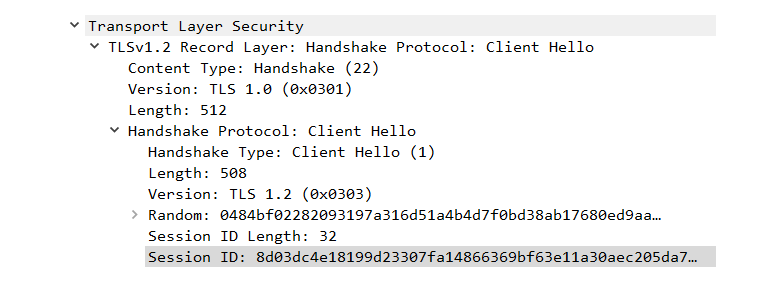 Transport Layer Security
TLSv1.2 Record Layer: Handshake Protocol: Client Hello
Content Type: Handshake (22)
Version: TLS 1.0 (0x0301)
Length: 512
Handshake Protocol: Client Hello
Handshake Type: Client Hello (1)
Length: 508
Version: TLS 1.2 (0x0303)
Random: 0484bf02282093197a316d51a4b4d7f0bd38ab17680ed9aa…
Session ID Length: 32
Session ID: 8d03dc4e18199d23307fa14866369bf63e11a30aec205da7…